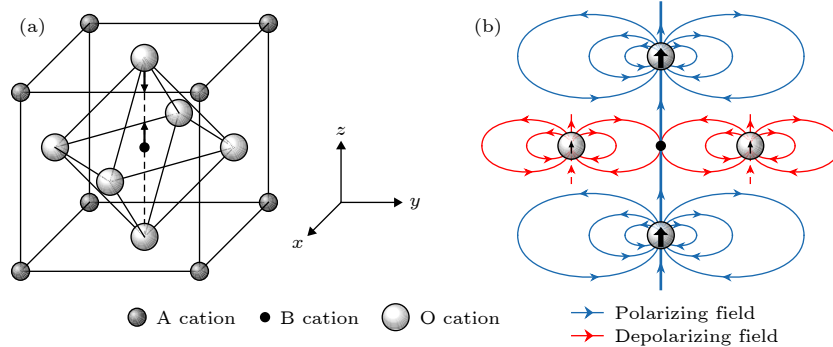 (a)
(b)
z
y
x
A cation
B cation
O cation
Polarizing field
Depolarizing field